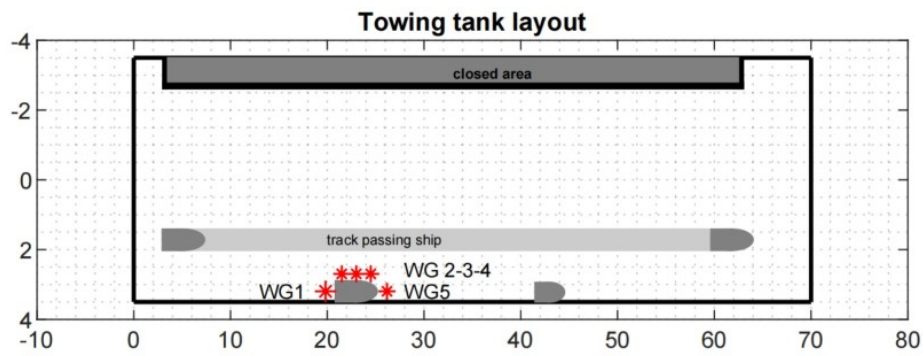 Towing tank layout
-4
closed area
-2
0
track passing ship
2
WG 2-3-4
WG1
WG5
4
-10 0 10 20 30 40 50 60 70 80